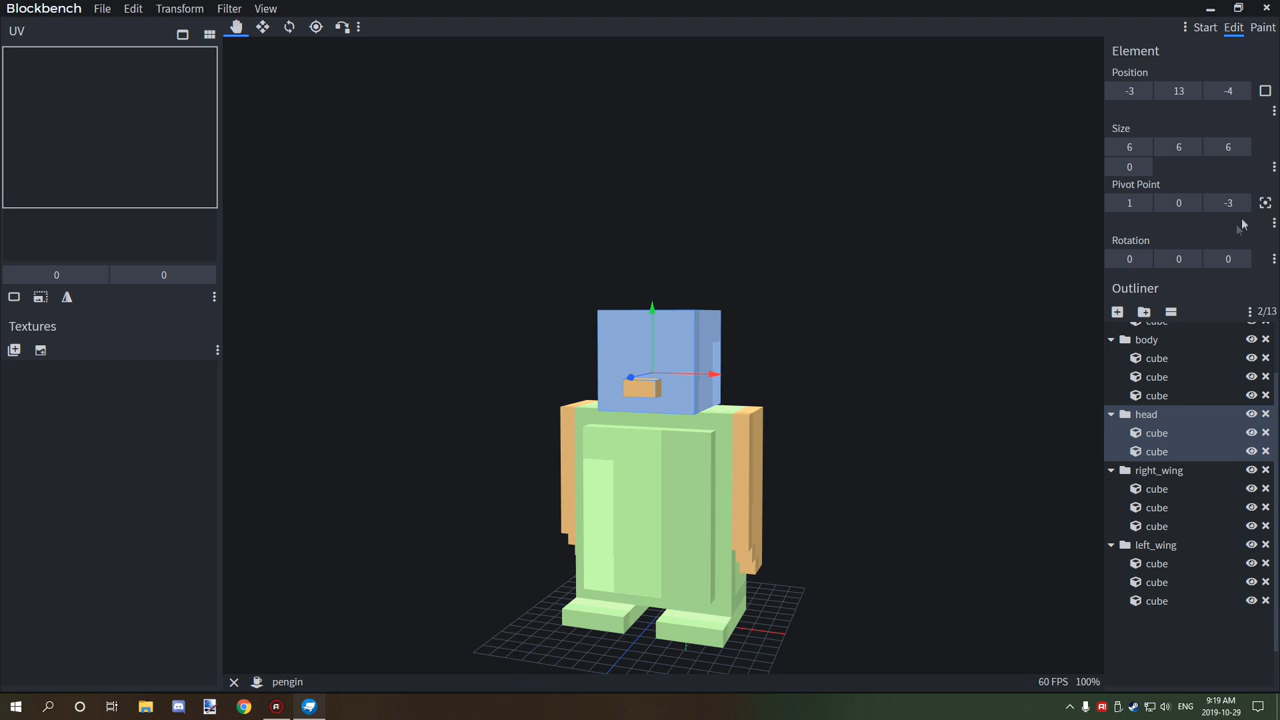 Blockbench File Edit Transform Filter View
UV
Start Edit Paint
Element
Position
-3 13 -4
Size
6 6 6
0
Pivot Point
1 0 -3
Rotation
0 0 0
0 0
Outliner
2/13
Textures
body
cube
cube
cube
head
cube
cube
right_wing
cube
cube
cube
left_wing
cube
cube
cube
pengin
60 FPS 100%
ENG
9:19 AM
2019-10-29